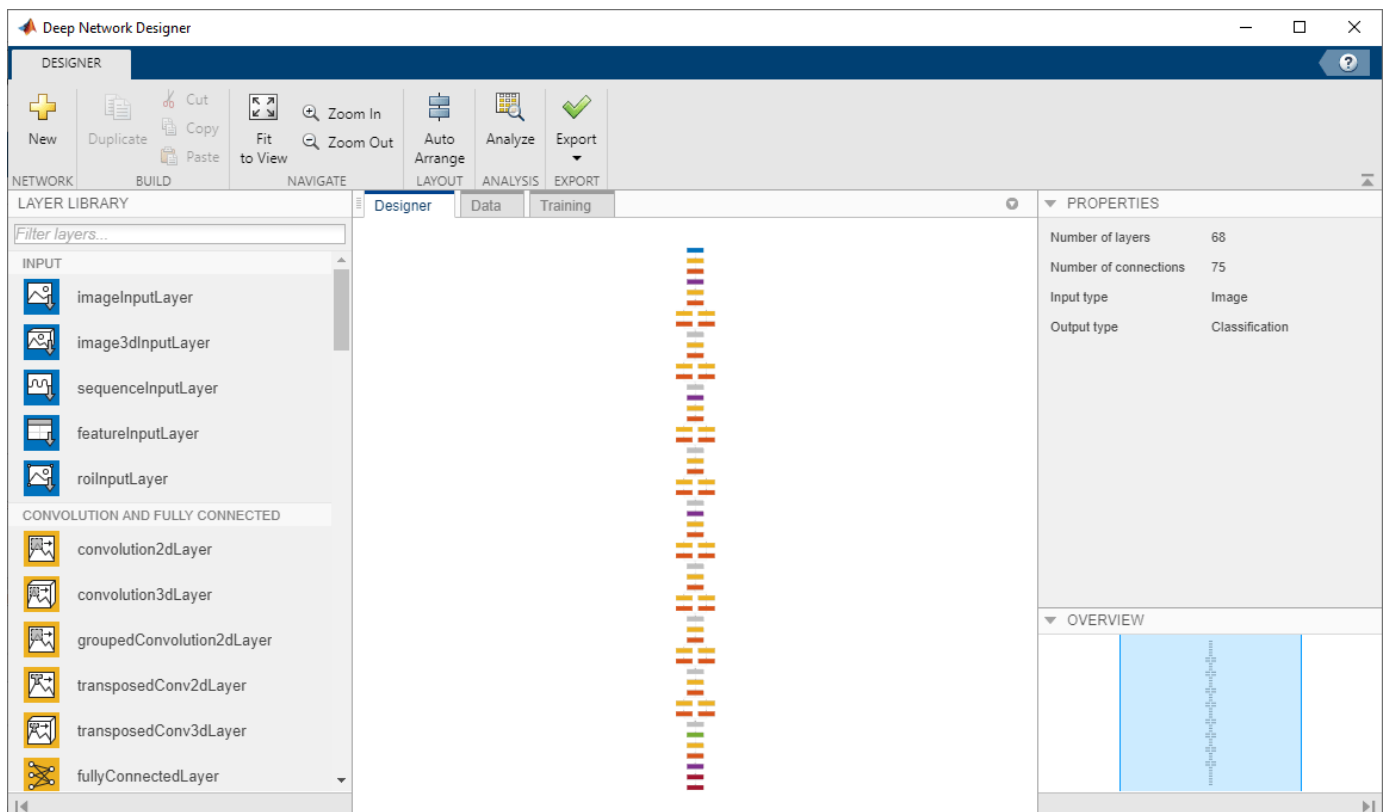 Deep Network Designer
DESIGNER
?
New
Duplicate
Cut
Copy
Paste
Fit
to View
Zoom In
Zoom Out
Auto
Arrange
Analyze
Export
NETWORK
BUILD
NAVIGATE
LAYOUT
ANALYSIS
EXPORT
LAYER LIBRARY
Filter layers...
INPUT
imageInputLayer
image3dInputLayer
sequenceInputLayer
featureInputLayer
roiInputLayer
CONVOLUTION AND FULLY CONNECTED
convolution2dLayer
convolution3dLayer
groupedConvolution2dLayer
transposedConv2dLayer
transposedConv3dLayer
fullyConnectedLayer
Designer
Data
Training
PROPERTIES
Number of layers 68
Number of connections 75
Input type Image
Output type Classification
OVERVIEW